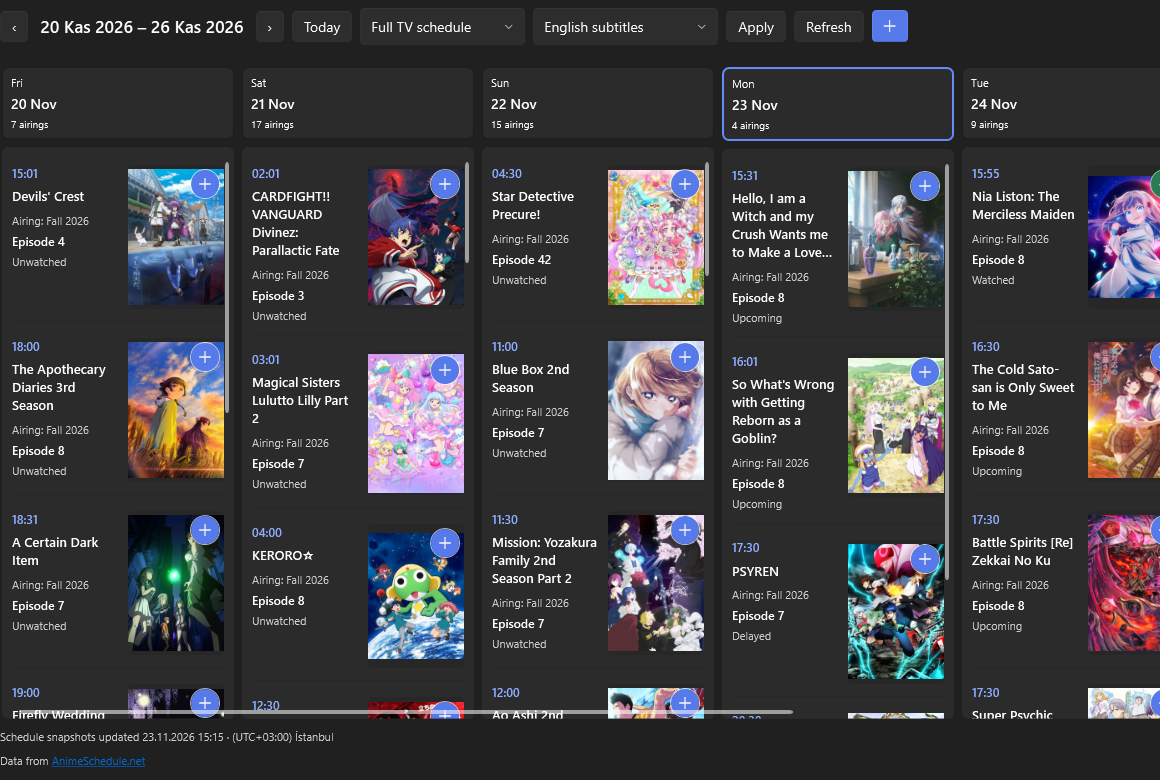 ‹ 20 Kas 2026 – 26 Kas 2026 › Today Full TV schedule English subtitles Apply Refresh +
Fri
20 Nov
7 airings
Sat
21 Nov
17 airings
Sun
22 Nov
15 airings
Mon
23 Nov
4 airings
Tue
24 Nov
9 airings
15:01
Devils' Crest
Airing: Fall 2026
Episode 4
Unwatched
18:00
The Apothecary
Diaries 3rd
Season
Airing: Fall 2026
Episode 8
Unwatched
18:31
A Certain Dark
Item
Airing: Fall 2026
Episode 7
Unwatched
19:00
Firefly Wedding
02:01
CARDFIGHT!!
VANGUARD
Divinez:
Parallactic Fate
Airing: Fall 2026
Episode 3
Unwatched
03:01
Magical Sisters
Lulutto Lilly Part
2
Airing: Fall 2026
Episode 7
Unwatched
04:00
KERORO☆
Airing: Fall 2026
Episode 8
Unwatched
12:30
04:30
Star Detective
Precure!
Airing: Fall 2026
Episode 42
Unwatched
11:00
Blue Box 2nd
Season
Airing: Fall 2026
Episode 7
Unwatched
11:30
Mission: Yozakura
Family 2nd
Season Part 2
Airing: Fall 2026
Episode 7
Unwatched
12:00
Ao Ashi 2nd
15:31
Hello, I am a
Witch and my
Crush Wants me
to Make a Love...
Airing: Fall 2026
Episode 8
Upcoming
16:01
So What's Wrong
with Getting
Reborn as a
Goblin?
Airing: Fall 2026
Episode 8
Upcoming
17:30
PSYREN
Airing: Fall 2026
Episode 7
Delayed
15:55
Nia Liston: The
Merciless Maiden
Airing: Fall 2026
Episode 8
Watched
16:30
The Cold Sato-
san is Only Sweet
to Me
Airing: Fall 2026
Episode 8
Upcoming
17:30
Battle Spirits [Re]
Zekkai No Ku
Airing: Fall 2026
Episode 8
Upcoming
17:30
Super Psychic
Schedule snapshots updated 23.11.2026 15:15 · (UTC+03:00) İstanbul
Data from AnimeSchedule.net